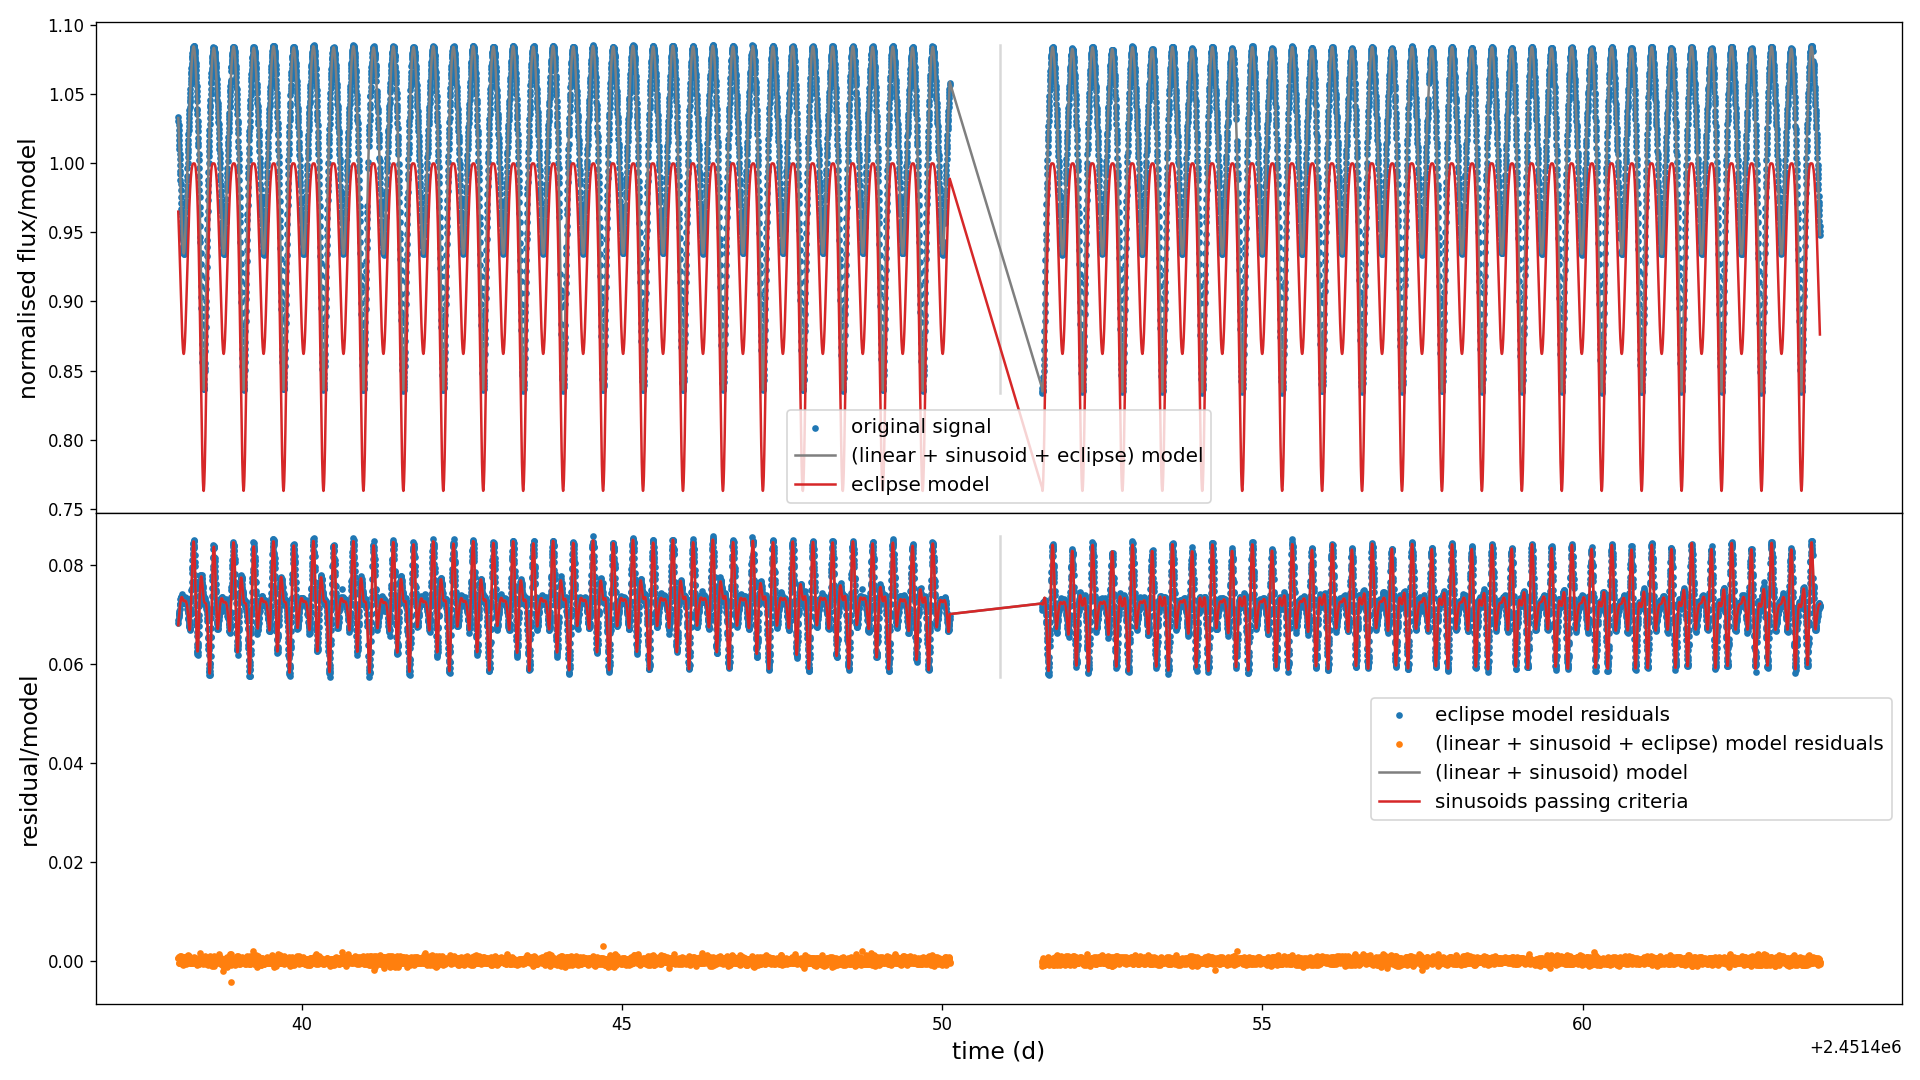 1.10
1.05
1.00
0.95
0.90
0.85
0.80
0.75
normalised flux/model
original signal
(linear + sinusoid + eclipse) model
eclipse model
0.08
0.06
0.04
0.02
0.00
residual/model
eclipse model residuals
(linear + sinusoid + eclipse) model residuals
(linear + sinusoid) model
sinusoids passing criteria
40
45
50
55
60
time (d)
+2.4514e6